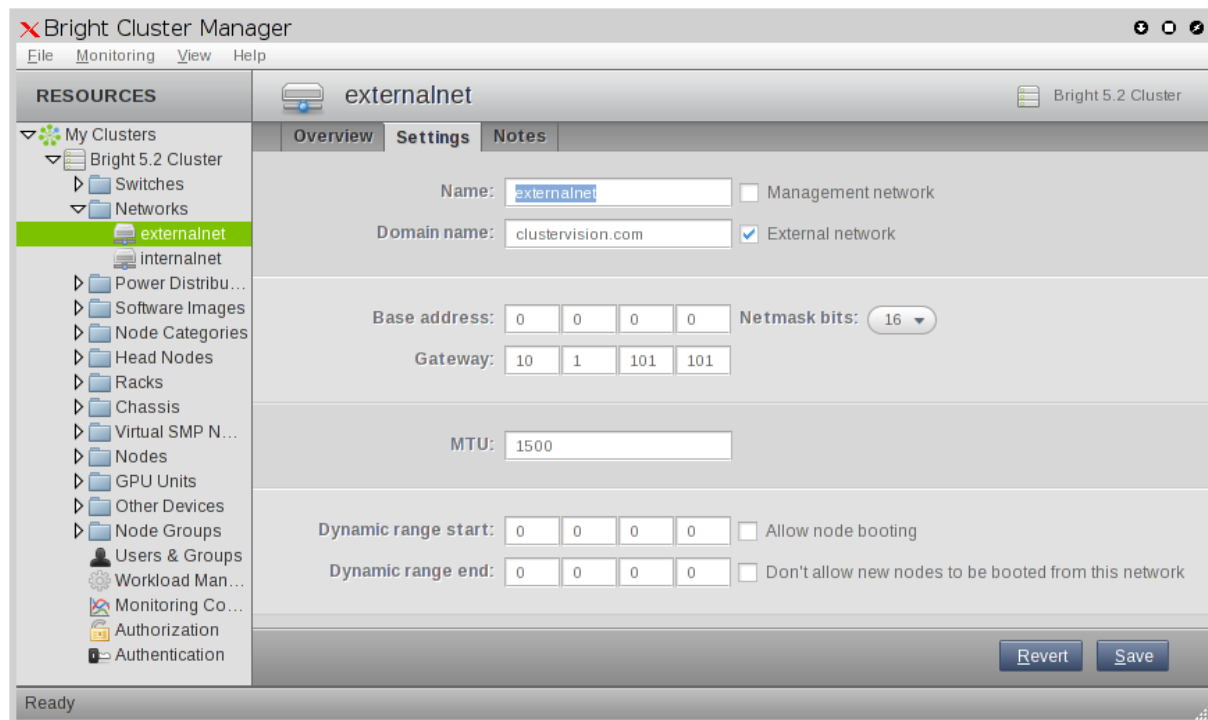 Bright Cluster Manager
File Monitoring View Help
RESOURCES
externalnet
Bright 5.2 Cluster
My Clusters
Bright 5.2 Cluster
Switches
Networks
externalnet
internalnet
Power Distribu...
Software Images
Node Categories
Head Nodes
Racks
Chassis
Virtual SMP N...
Nodes
GPU Units
Other Devices
Node Groups
Users & Groups
Workload Man...
Monitoring Co...
Authorization
Authentication
Overview Settings Notes
Name: externalnet Management network
Domain name: clustervision.com External network
Base address: 0 0 0 0 Netmask bits: 16
Gateway: 10 1 101 101
MTU: 1500
Dynamic range start: 0 0 0 0 Allow node booting
Dynamic range end: 0 0 0 0 Don't allow new nodes to be booted from this network
Revert Save
Ready